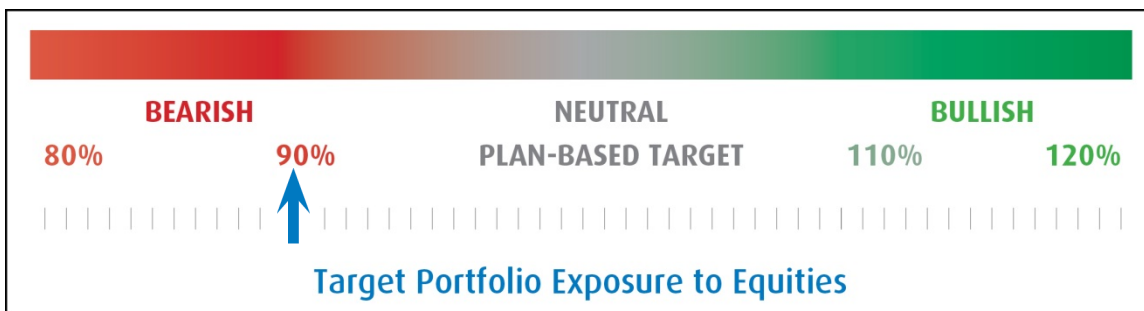 BEARISH NEUTRAL BULLISH
80% 90% PLAN-BASED TARGET 110% 120%
Target Portfolio Exposure to Equities